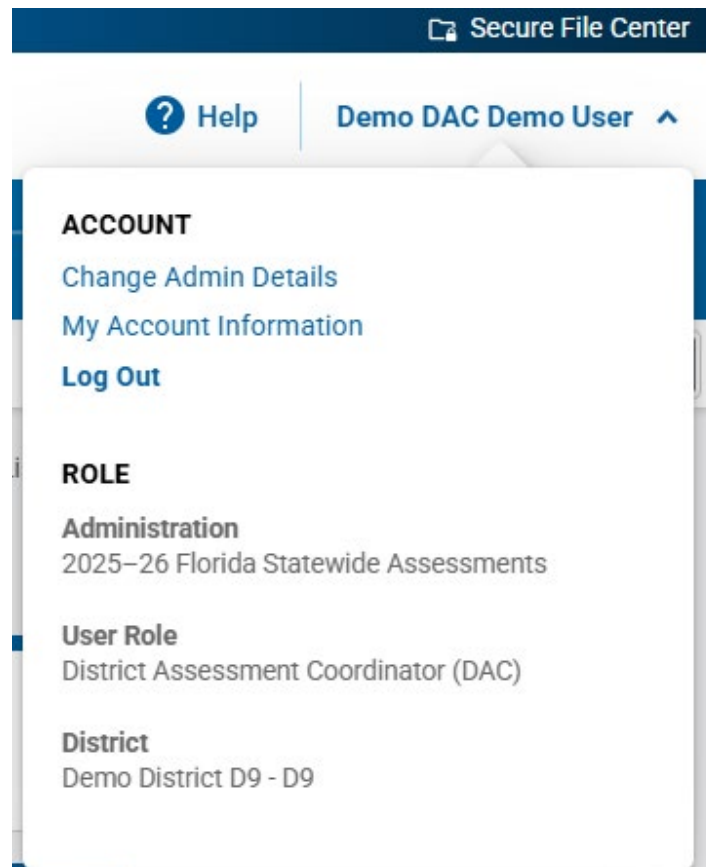 Secure File Center
Help
Demo DAC Demo User
ACCOUNT
Change Admin Details
My Account Information
Log Out
ROLE
Administration
2025–26 Florida Statewide Assessments
User Role
District Assessment Coordinator (DAC)
District
Demo District D9 - D9